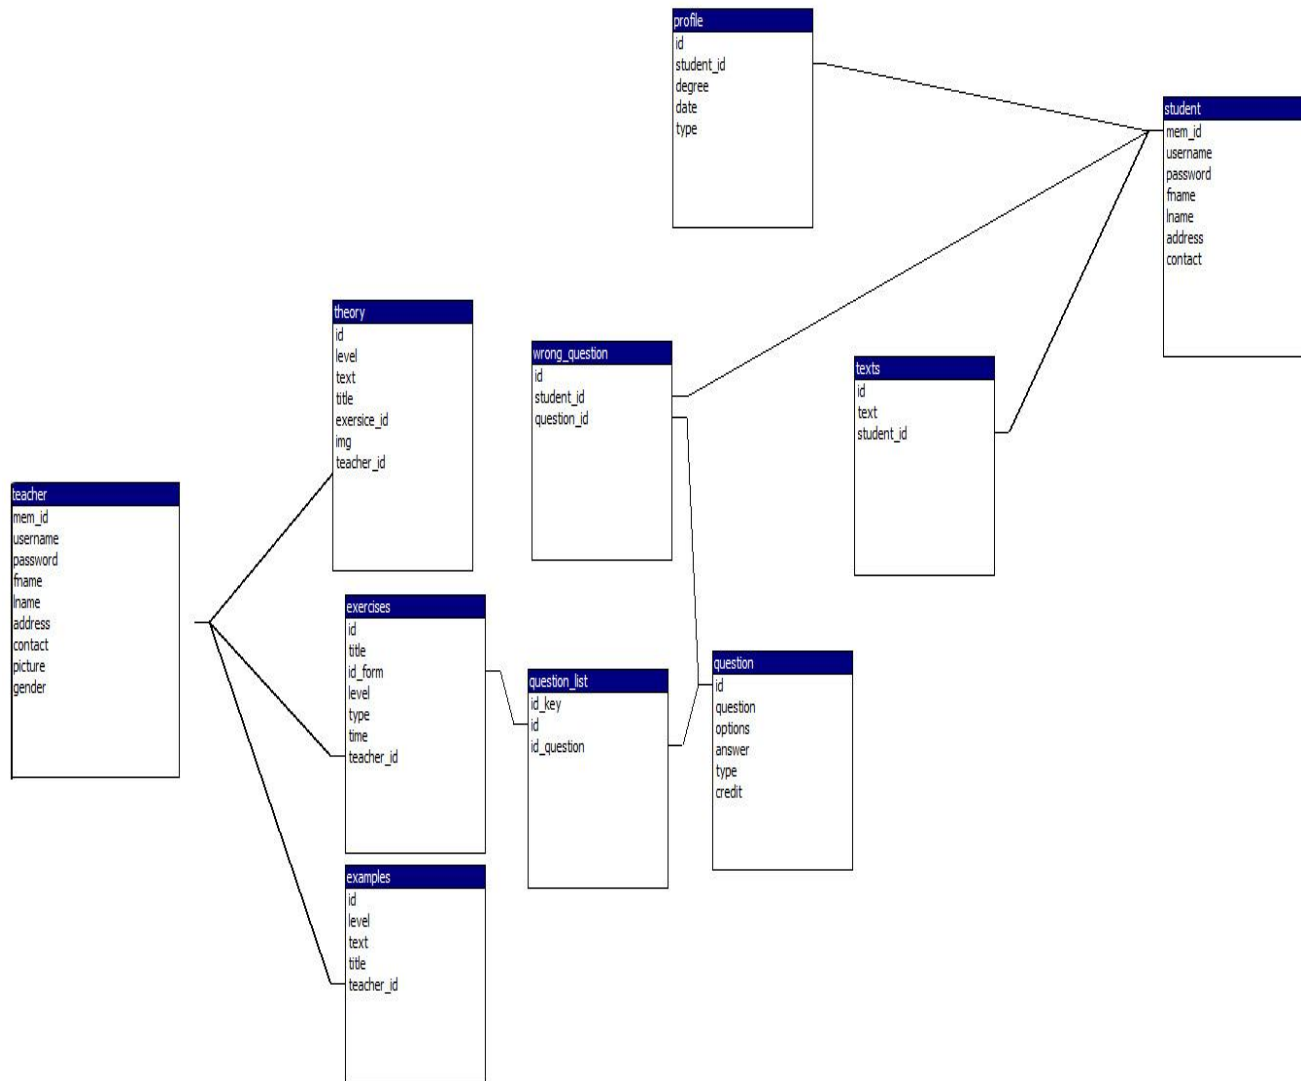 profile
id
student_id
degree
date
type
student
mem_id
username
password
fname
lname
address
contact
theory
id
level
text
title
exersice_id
img
teacher_id
wrong_question
id
student_id
question_id
texts
id
text
student_id
teacher
mem_id
username
password
fname
lname
address
contact
picture
gender
exercises
id
title
id_form
level
type
time
teacher_id
question_list
id_key
id
id_question
question
id
question
options
answer
type
credit
examples
id
level
text
title
teacher_id